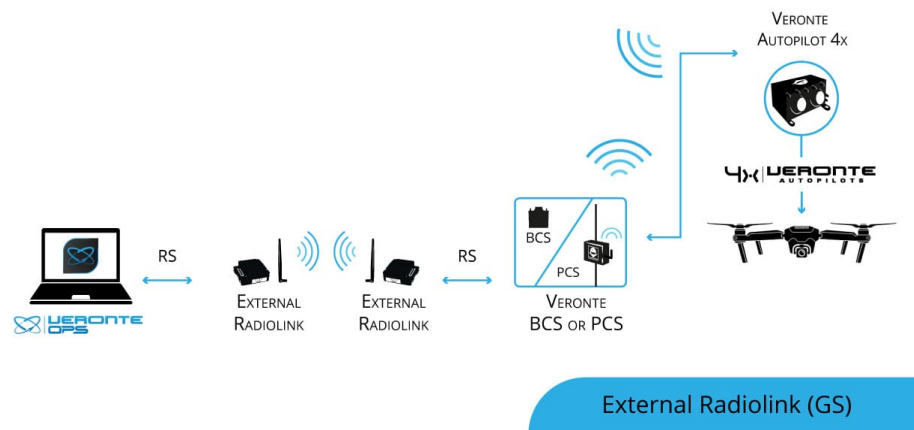 VERONTE
AUTOPILOT 4X
4X VERONTE
AUTOPILOTS
BCS
PCS
RS
RS
EXTERNAL
RADIOLINK
EXTERNAL
RADIOLINK
VERONTE
BCS OR PCS
VERONTE
OPS
External Radiolink (GS)